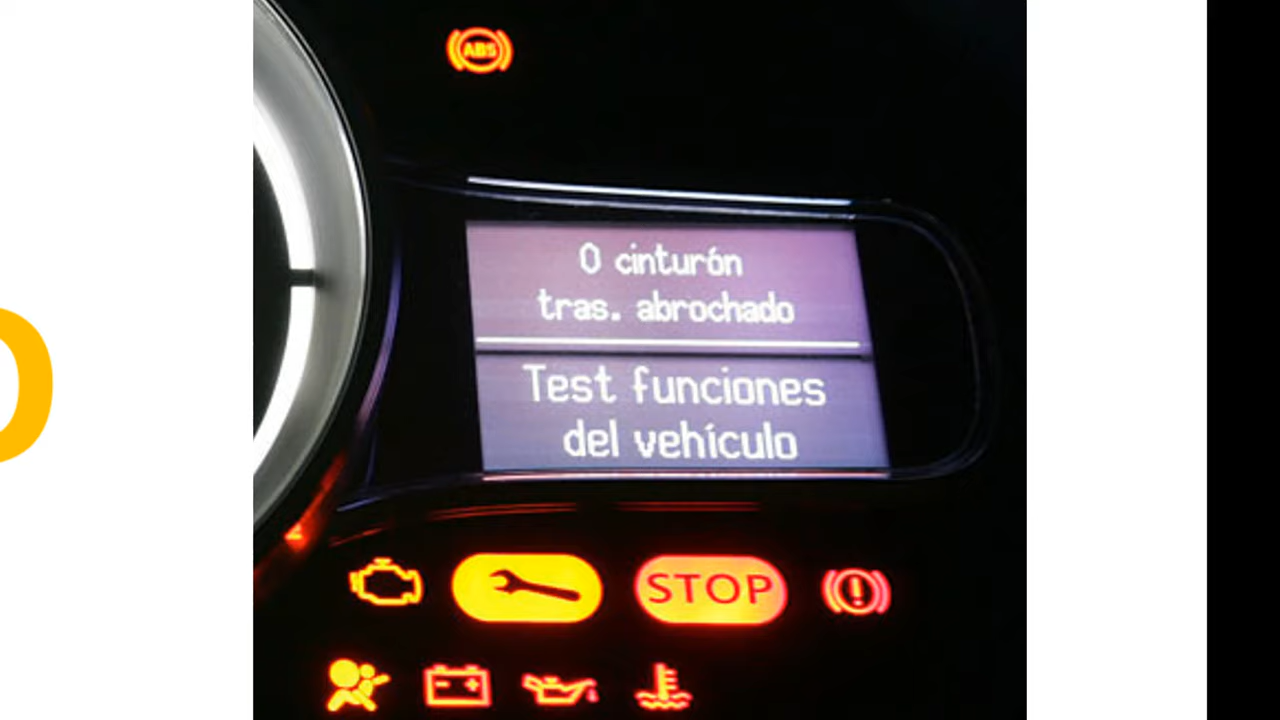 ABS
0 cinturón
tras. abrochado
Test funciones
del vehículo
STOP